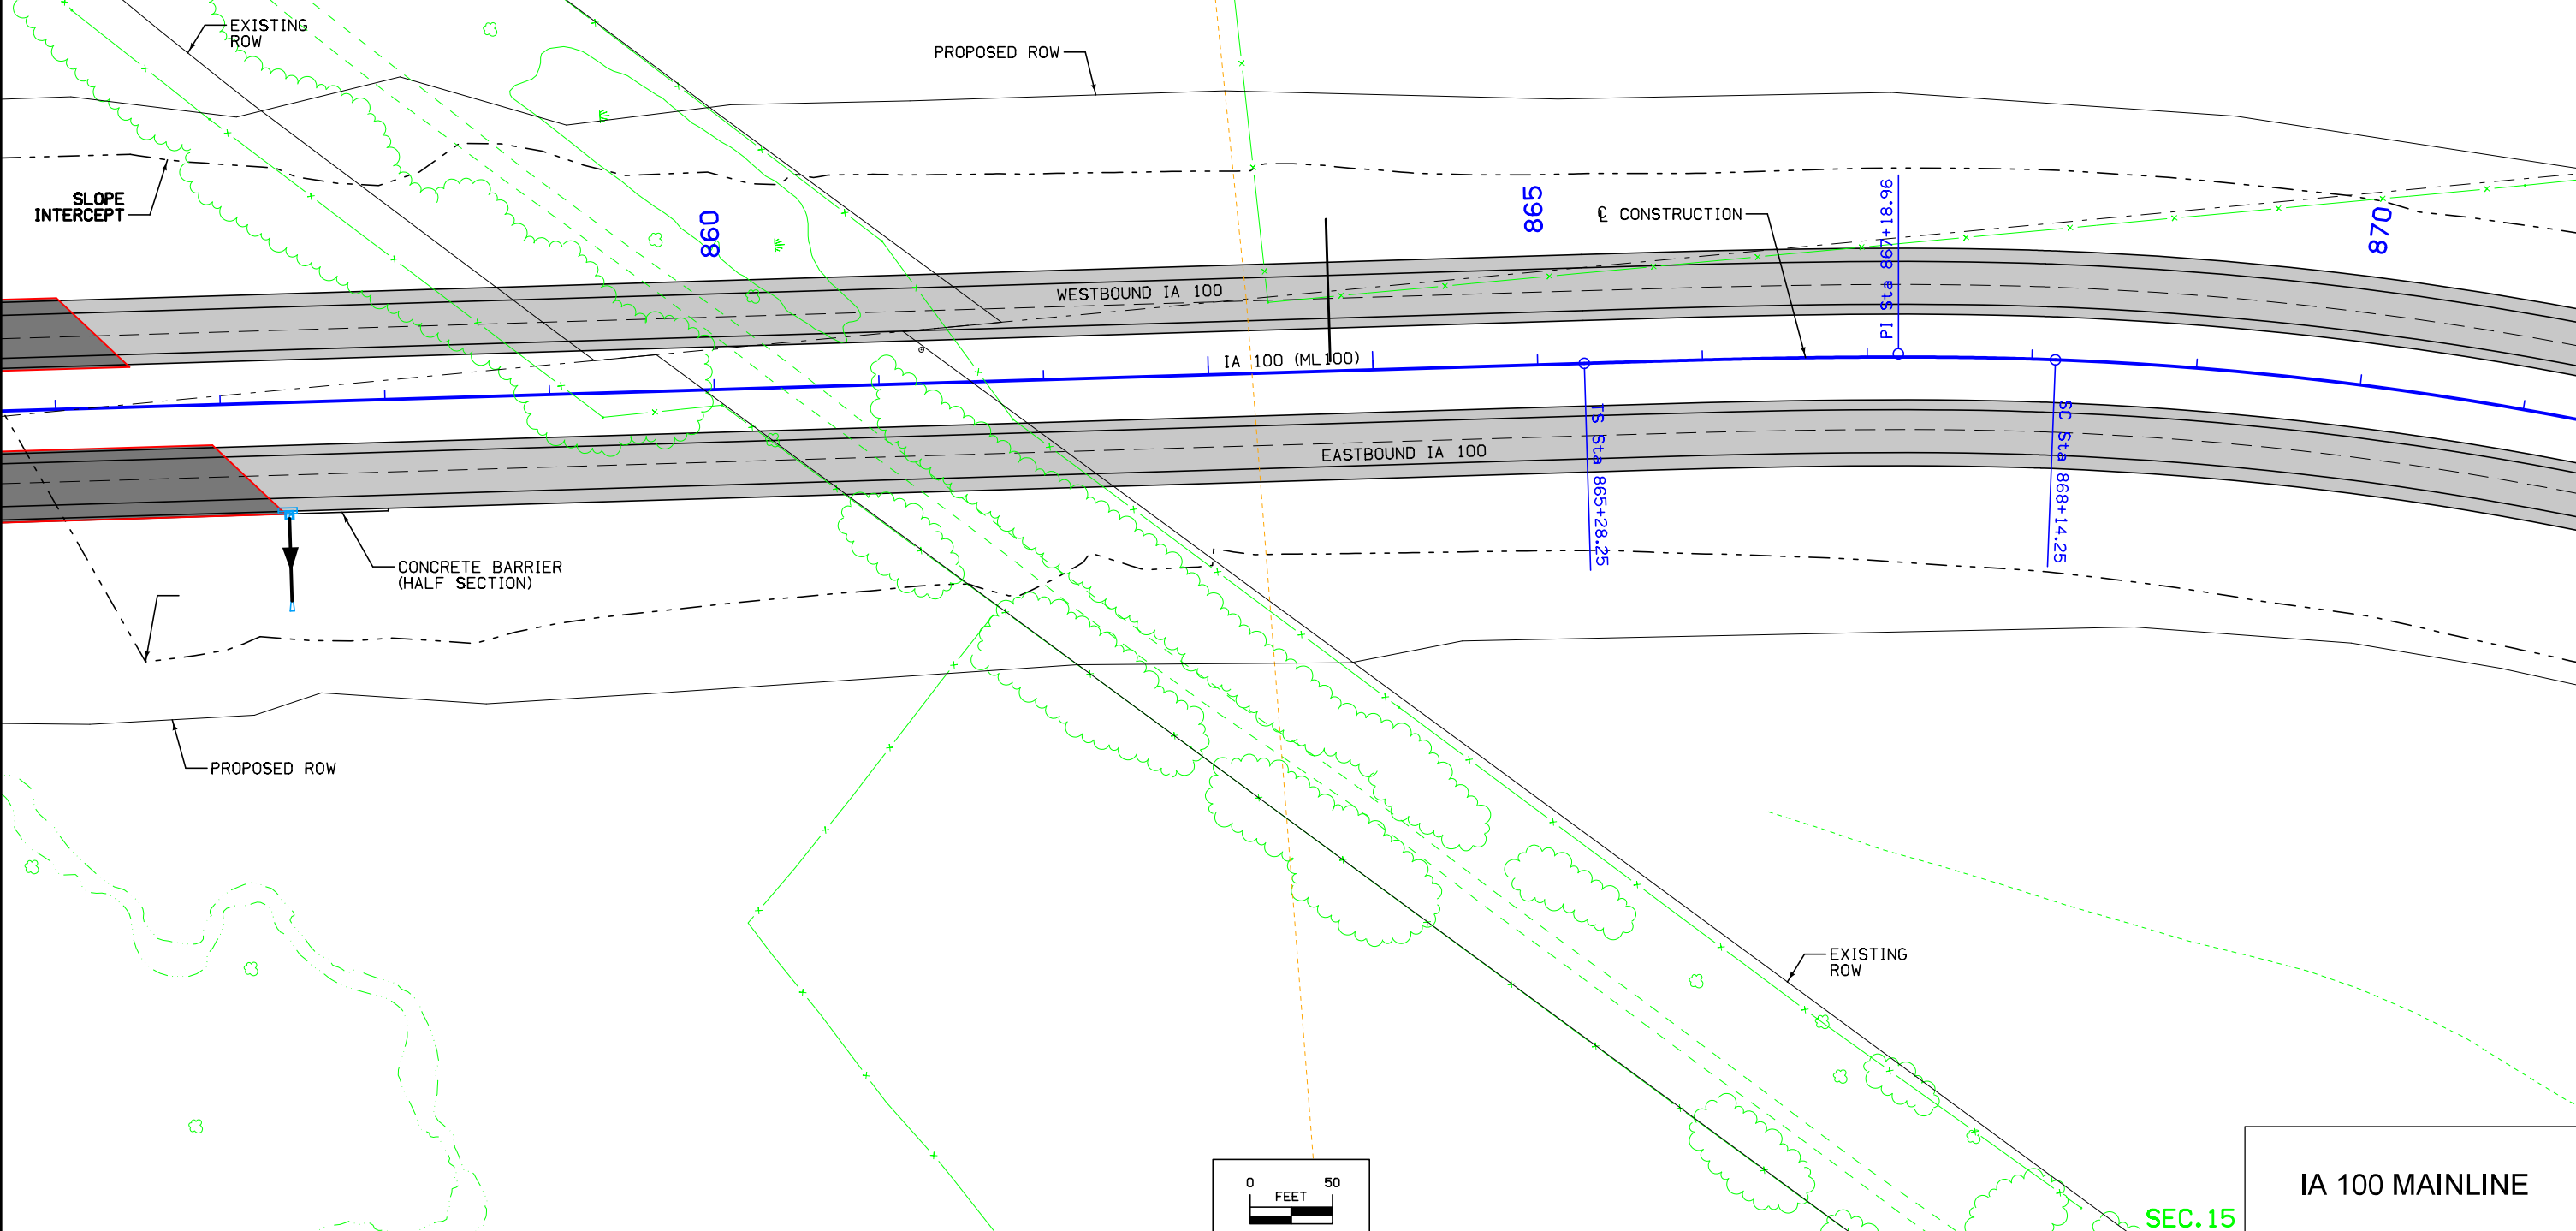 EXISTING
ROW
PROPOSED ROW
SLOPE
INTERCEPT
860
865
℄ CONSTRUCTION
PI Sta 867+18.96
870
WESTBOUND IA 100
IA 100 (ML100)
EASTBOUND IA 100
TS Sta 865+28.25
SC Sta 868+14.25
CONCRETE BARRIER
(HALF SECTION)
PROPOSED ROW
EXISTING
ROW
0 50
FEET
IA 100 MAINLINE
SEC.15